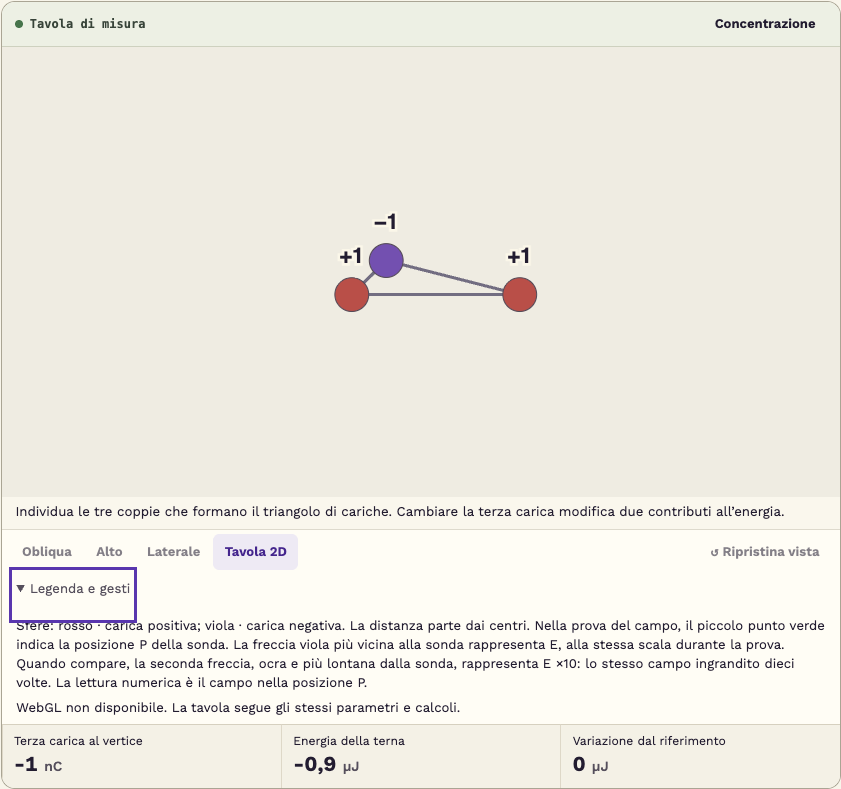 Tavola di misura
Concentrazione
−1
+1
+1
Individua le tre coppie che formano il triangolo di cariche. Cambiare la terza carica modifica due contributi all’energia.
Obliqua Alto Laterale Tavola 2D ↺ Ripristina vista
▼ Legenda e gesti
Sfere: rosso · carica positiva; viola · carica negativa. La distanza parte dai centri. Nella prova del campo, il piccolo punto verde
indica la posizione P della sonda. La freccia viola più vicina alla sonda rappresenta E, alla stessa scala durante la prova.
Quando compare, la seconda freccia, ocra e più lontana dalla sonda, rappresenta E ×10: lo stesso campo ingrandito dieci
volte. La lettura numerica è il campo nella posizione P.
WebGL non disponibile. La tavola segue gli stessi parametri e calcoli.
Terza carica al vertice
-1 nC
Energia della terna
-0,9 µJ
Variazione dal riferimento
0 µJ